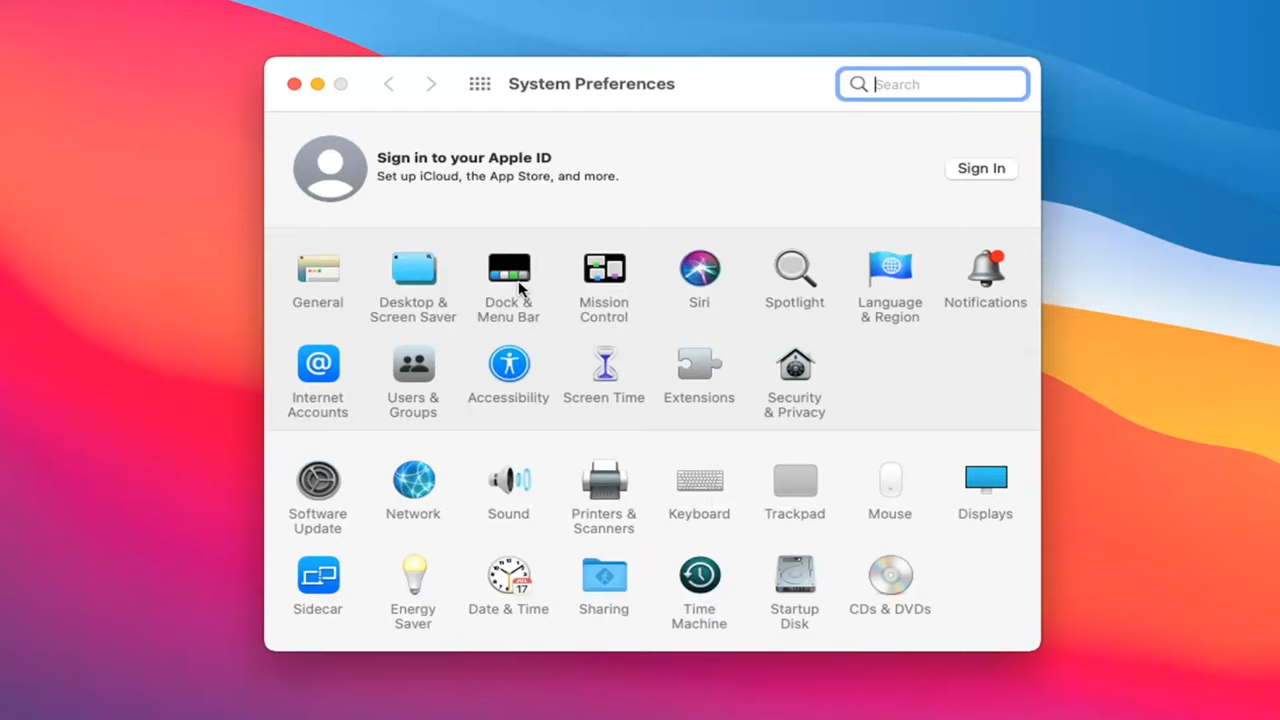 System Preferences
Search
Sign in to your Apple ID
Set up iCloud, the App Store, and more.
Sign In
General
Desktop &
Screen Saver
Dock &
Menu Bar
Mission
Control
Siri
Spotlight
Language
& Region
Notifications
@
Internet
Accounts
Users &
Groups
Accessibility
Screen Time
Extensions
Security
& Privacy
Software
Update
Network
Sound
Printers &
Scanners
Keyboard
Trackpad
Mouse
Displays
Sidecar
Energy
Saver
JUL
17
Date & Time
Sharing
Time
Machine
Startup
Disk
CDs & DVDs